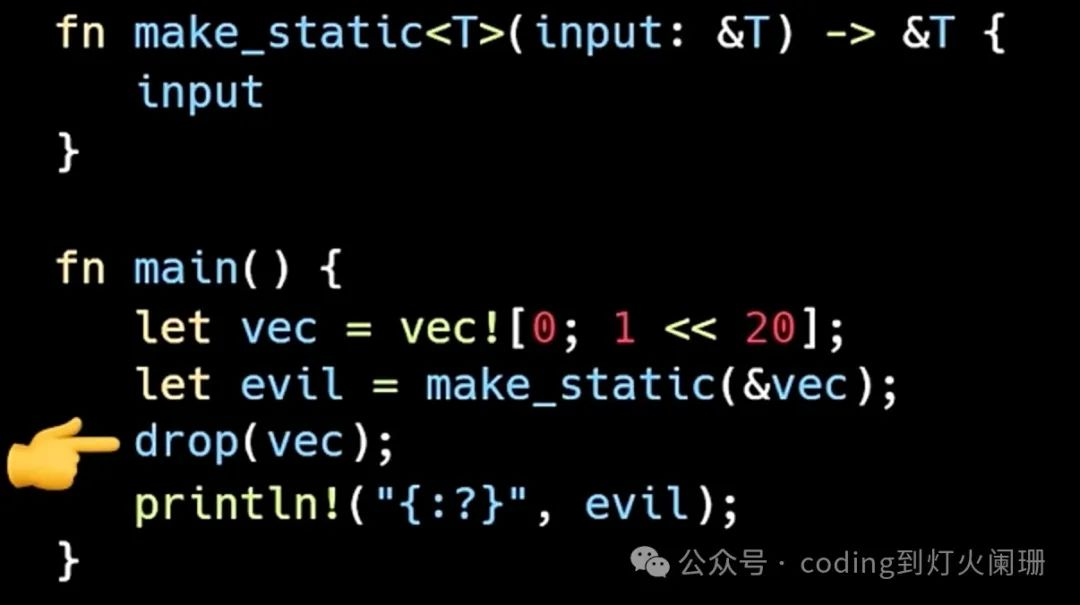 fn make_static<T>(input: &T) -> &T {
    input
}

fn main() {
    let vec = vec![0; 1 << 20];
    let evil = make_static(&vec);
    drop(vec);
    println!("{:?}", evil);
}
公众号 · coding到灯火阑珊